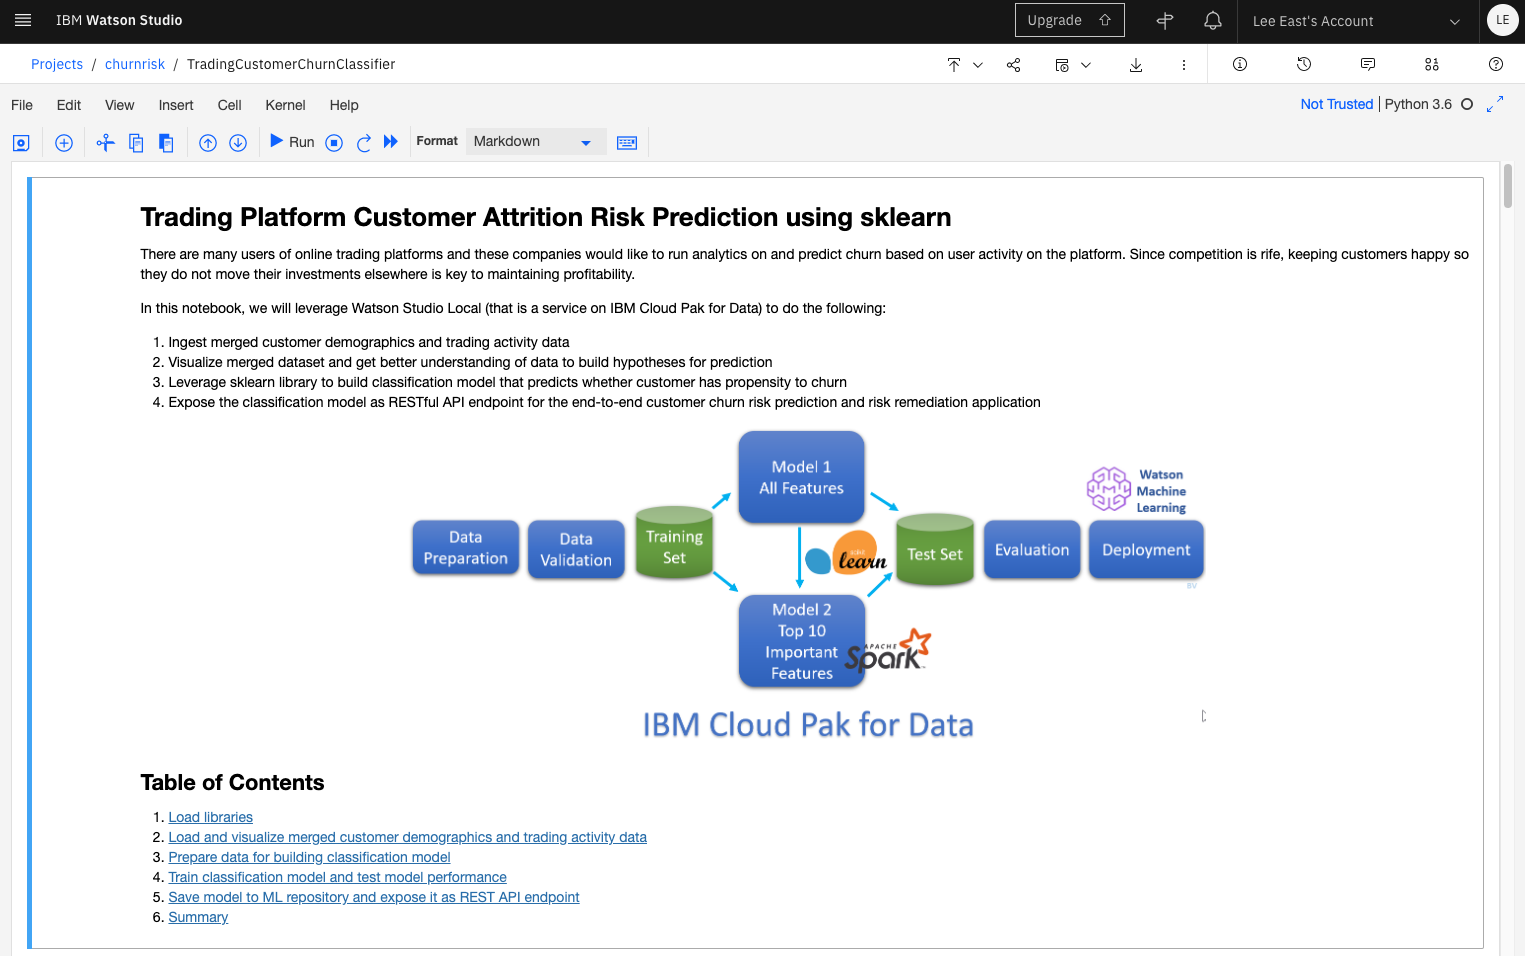 IBM Watson Studio
Upgrade
Lee East's Account
LE
Projects / churnrisk / TradingCustomerChurnClassifier
File Edit View Insert Cell Kernel Help
Not Trusted | Python 3.6
Run
Format
Markdown
Trading Platform Customer Attrition Risk Prediction using sklearn
There are many users of online trading platforms and these companies would like to run analytics on and predict churn based on user activity on the platform. Since competition is rife, keeping customers happy so
they do not move their investments elsewhere is key to maintaining profitability.
In this notebook, we will leverage Watson Studio Local (that is a service on IBM Cloud Pak for Data) to do the following:
1. Ingest merged customer demographics and trading activity data
2. Visualize merged dataset and get better understanding of data to build hypotheses for prediction
3. Leverage sklearn library to build classification model that predicts whether customer has propensity to churn
4. Expose the classification model as RESTful API endpoint for the end-to-end customer churn risk prediction and risk remediation application
Data
Preparation
Data
Validation
Training
Set
Model 1
All Features
scikit
learn
Model 2
Top 10
Important
Features
APACHE
Spark™
Test Set
Evaluation
Watson
Machine
Learning
Deployment
BV
IBM Cloud Pak for Data
Table of Contents
1. Load libraries
2. Load and visualize merged customer demographics and trading activity data
3. Prepare data for building classification model
4. Train classification model and test model performance
5. Save model to ML repository and expose it as REST API endpoint
6. Summary